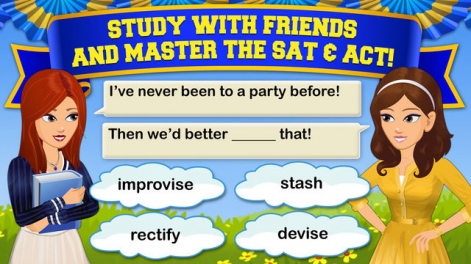 STUDY WITH FRIENDS
AND MASTER THE SAT & ACT!
I've never been to a party before!
Then we'd better ______ that!
improvise
stash
rectify
devise